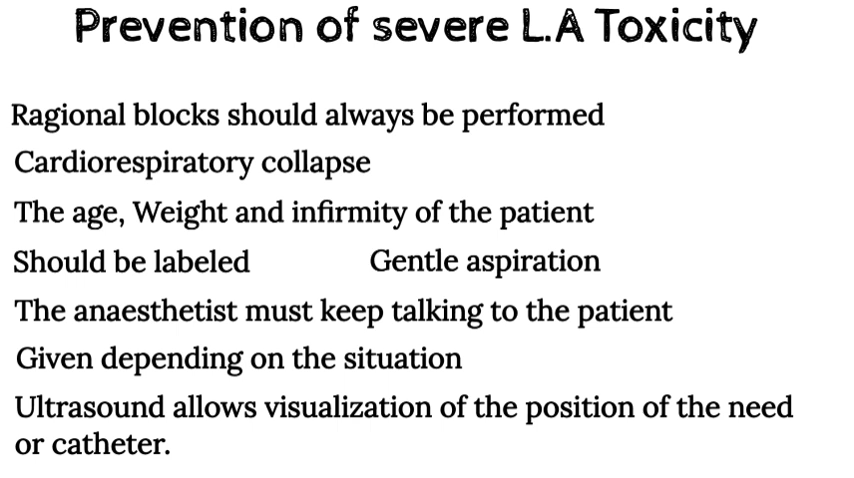 Prevention of severe L.A Toxicity
Ragional blocks should always be performed
Cardiorespiratory collapse
The age, Weight and infirmity of the patient
Should be labeled Gentle aspiration
The anaesthetist must keep talking to the patient
Given depending on the situation
Ultrasound allows visualization of the position of the need
or catheter.